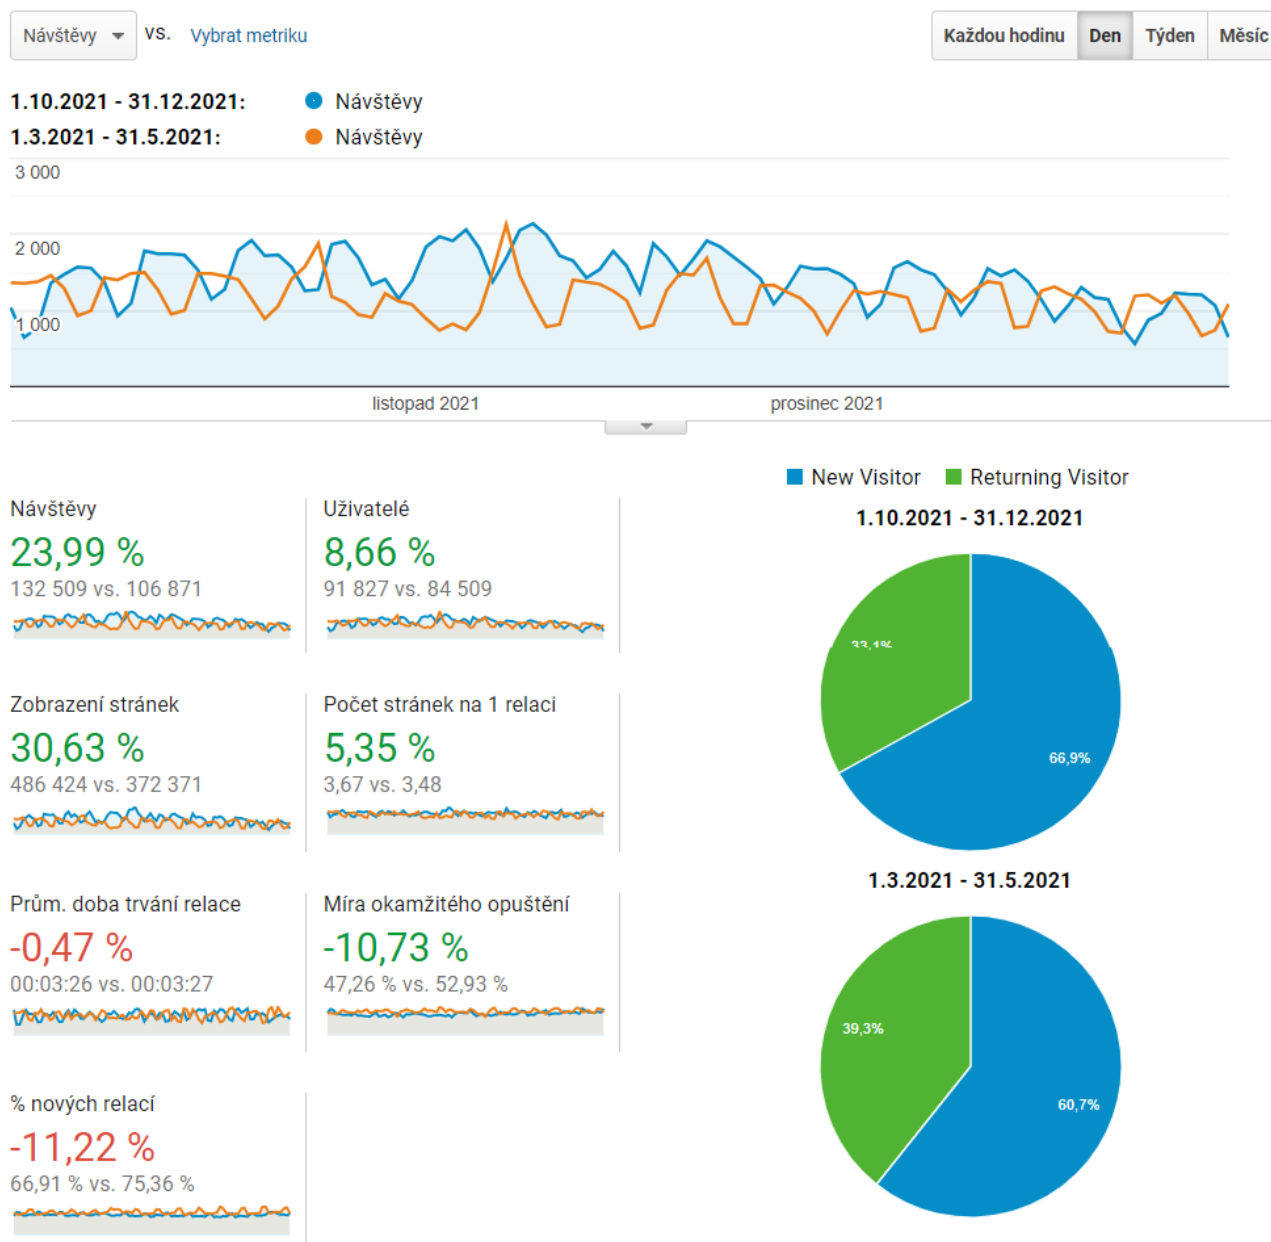 Návštěvy vs. Vybrat metriku Každou hodinu Den Týden Měsíc
1.10.2021 - 31.12.2021: Návštěvy
1.3.2021 - 31.5.2021: Návštěvy
3 000
2 000
1 000
listopad 2021 prosinec 2021
New Visitor Returning Visitor
1.10.2021 - 31.12.2021
33,1%
66,9%
1.3.2021 - 31.5.2021
39,3%
60,7%
Návštěvy
23,99 %
132 509 vs. 106 871
Uživatelé
8,66 %
91 827 vs. 84 509
Zobrazení stránek
30,63 %
486 424 vs. 372 371
Počet stránek na 1 relaci
5,35 %
3,67 vs. 3,48
Prům. doba trvání relace
-0,47 %
00:03:26 vs. 00:03:27
Míra okamžitého opuštění
-10,73 %
47,26 % vs. 52,93 %
% nových relací
-11,22 %
66,91 % vs. 75,36 %